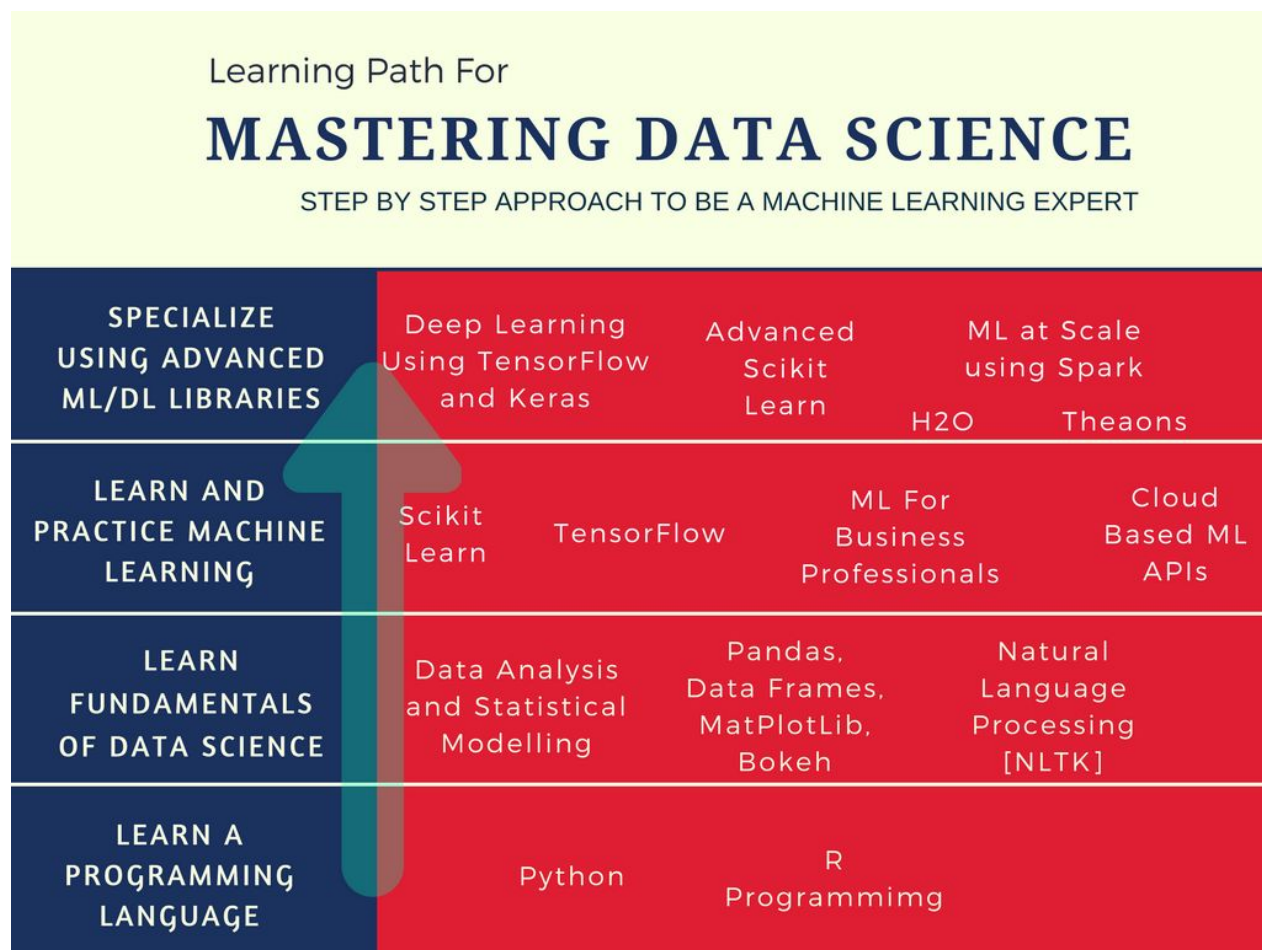 Learning Path For
MASTERING DATA SCIENCE
STEP BY STEP APPROACH TO BE A MACHINE LEARNING EXPERT
SPECIALIZE
USING ADVANCED
ML/DL LIBRARIES
Deep Learning
Using TensorFlow
and Keras
Advanced
Scikit
Learn
ML at Scale
using Spark
H2O
Theaons
LEARN AND
PRACTICE MACHINE
LEARNING
Scikit
Learn
TensorFlow
ML For
Business
Professionals
Cloud
Based ML
APIs
LEARN
FUNDAMENTALS
OF DATA SCIENCE
Data Analysis
and Statistical
Modelling
Pandas,
Data Frames,
MatPlotLib,
Bokeh
Natural
Language
Processing
[NLTK]
LEARN A
PROGRAMMING
LANGUAGE
Python
R
Programmimg